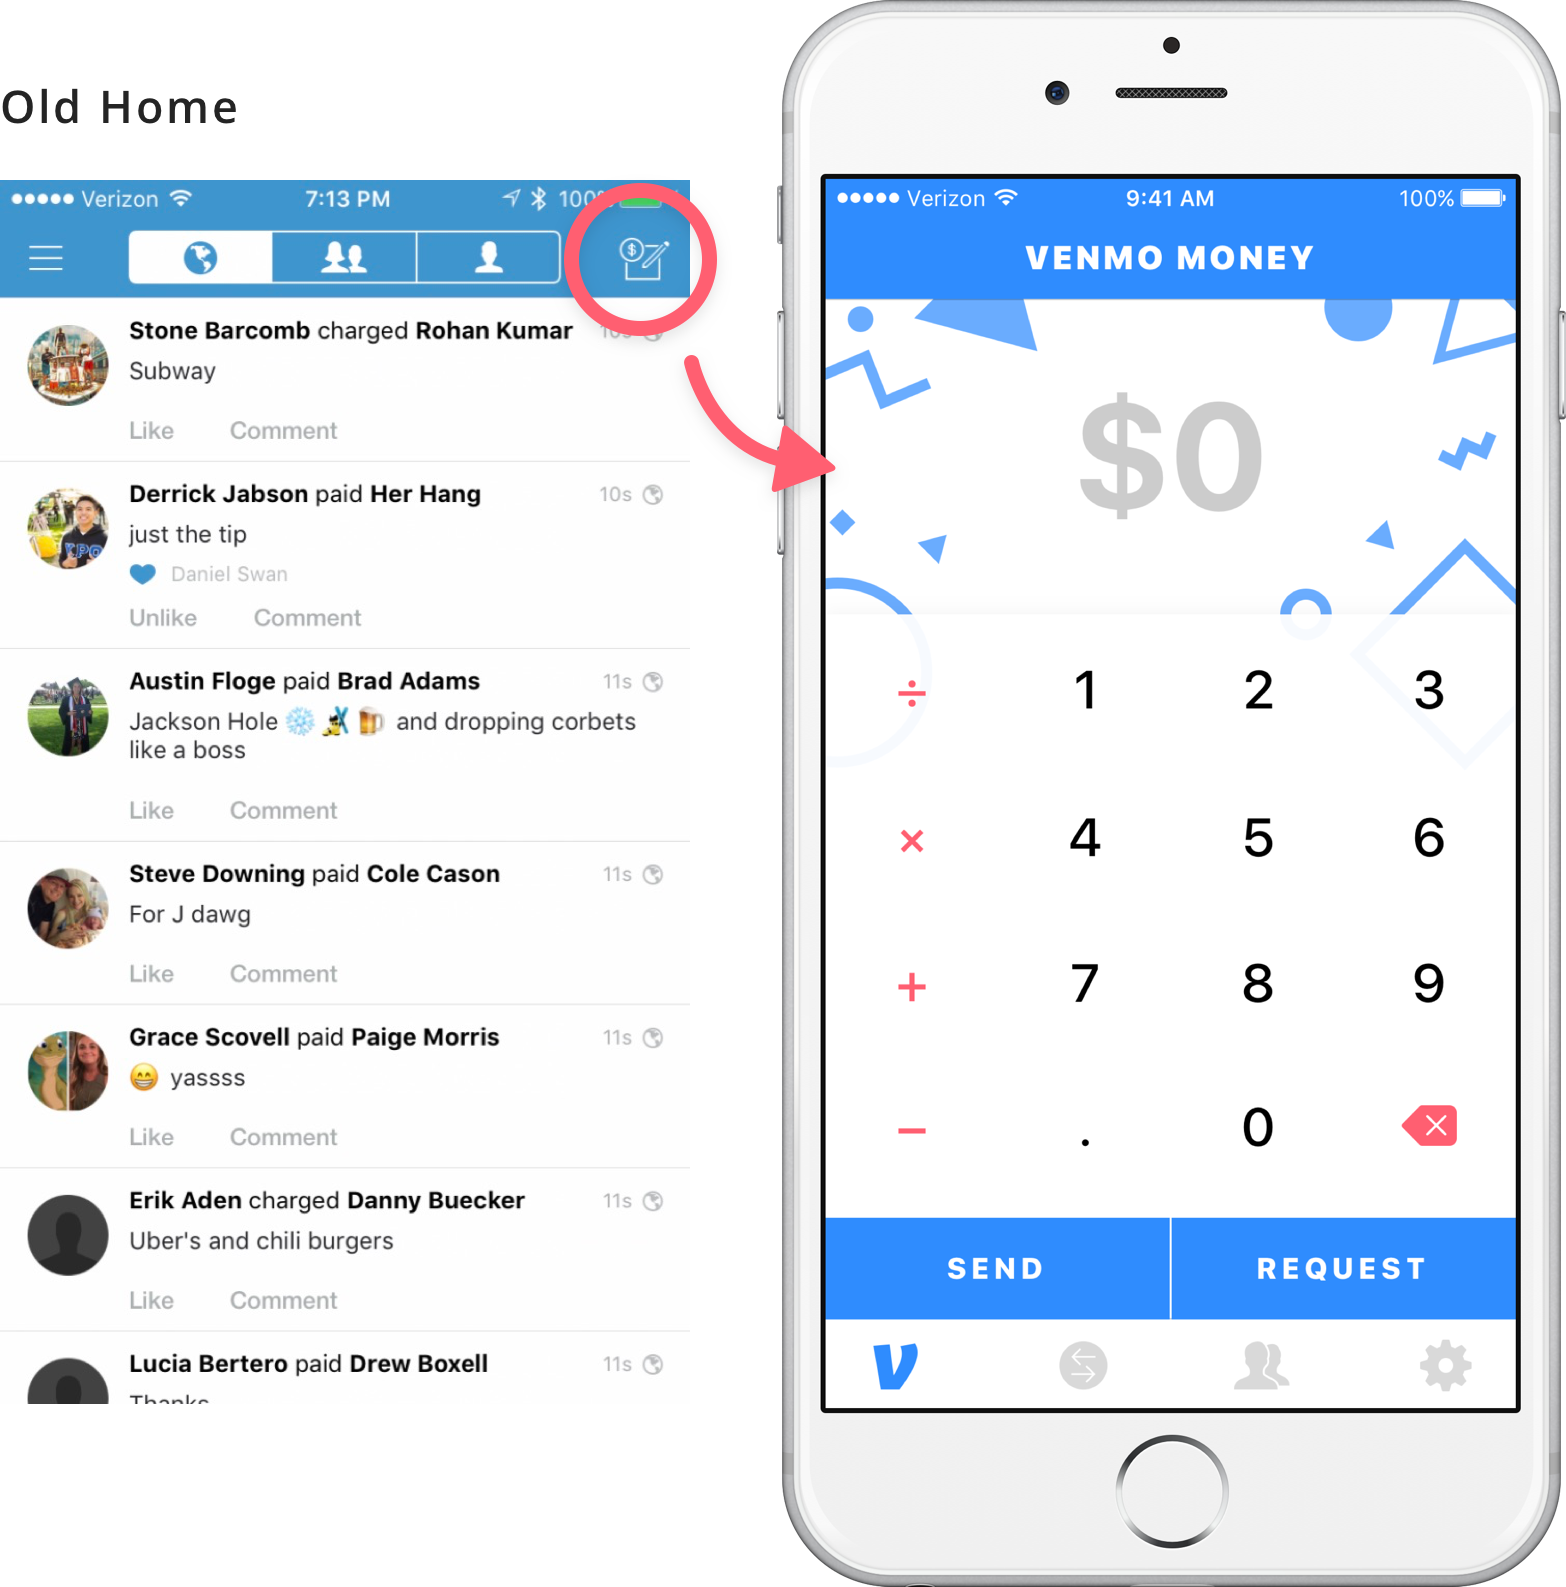 Old Home
Verizon 7:13 PM
Stone Barcomb charged Rohan Kumar
Subway
Like Comment
Derrick Jabson paid Her Hang 10s
just the tip
Daniel Swan
Unlike Comment
Austin Floge paid Brad Adams 11s
Jackson Hole ❄️ 🍺 and dropping corbets
like a boss
Like Comment
Steve Downing paid Cole Cason 11s
For J dawg
Like Comment
Grace Scovell paid Paige Morris 11s
😁 yassss
Like Comment
Erik Aden charged Danny Buecker 11s
Uber's and chili burgers
Like Comment
Lucia Bertero paid Drew Boxell 11s
Thanks
Verizon 9:41 AM 100%
VENMO MONEY
$0
÷ 1 2 3
× 4 5 6
+ 7 8 9
− . 0
SEND REQUEST